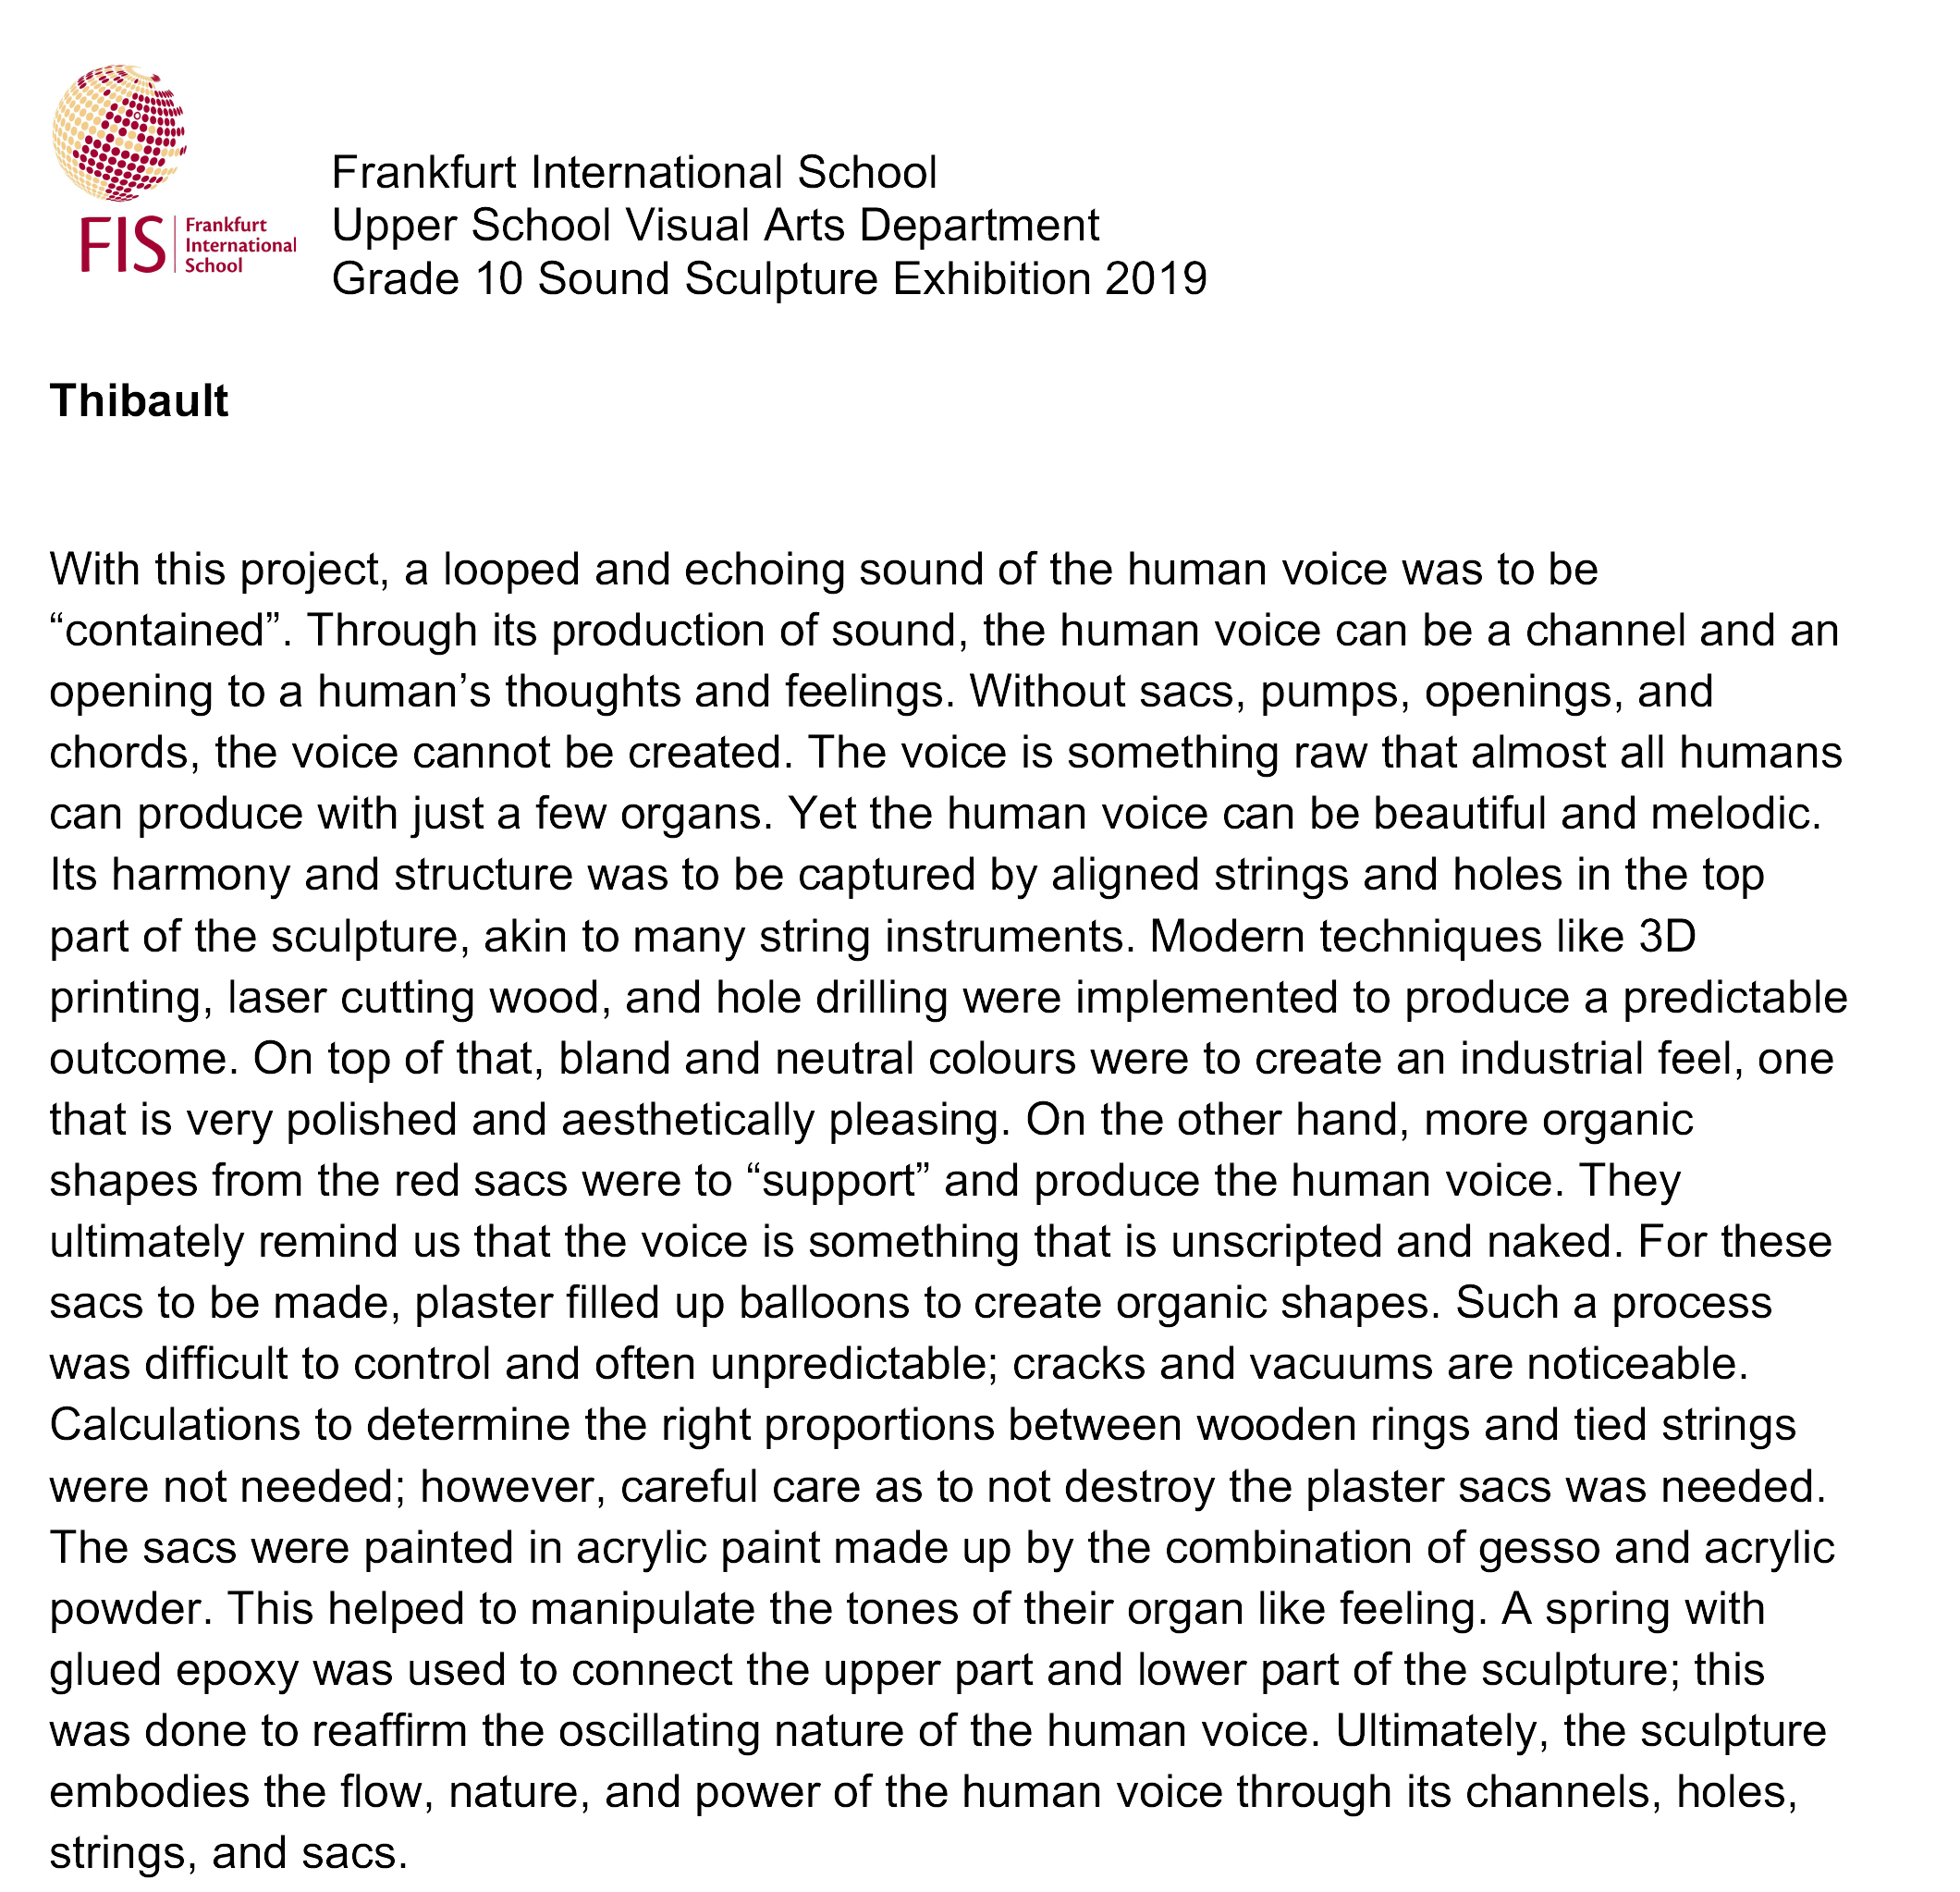 FIS
Frankfurt
International
School
Frankfurt International School
Upper School Visual Arts Department
Grade 10 Sound Sculpture Exhibition 2019
Thibault
With this project, a looped and echoing sound of the human voice was to be
“contained”. Through its production of sound, the human voice can be a channel and an
opening to a human’s thoughts and feelings. Without sacs, pumps, openings, and
chords, the voice cannot be created. The voice is something raw that almost all humans
can produce with just a few organs. Yet the human voice can be beautiful and melodic.
Its harmony and structure was to be captured by aligned strings and holes in the top
part of the sculpture, akin to many string instruments. Modern techniques like 3D
printing, laser cutting wood, and hole drilling were implemented to produce a predictable
outcome. On top of that, bland and neutral colours were to create an industrial feel, one
that is very polished and aesthetically pleasing. On the other hand, more organic
shapes from the red sacs were to “support” and produce the human voice. They
ultimately remind us that the voice is something that is unscripted and naked. For these
sacs to be made, plaster filled up balloons to create organic shapes. Such a process
was difficult to control and often unpredictable; cracks and vacuums are noticeable.
Calculations to determine the right proportions between wooden rings and tied strings
were not needed; however, careful care as to not destroy the plaster sacs was needed.
The sacs were painted in acrylic paint made up by the combination of gesso and acrylic
powder. This helped to manipulate the tones of their organ like feeling. A spring with
glued epoxy was used to connect the upper part and lower part of the sculpture; this
was done to reaffirm the oscillating nature of the human voice. Ultimately, the sculpture
embodies the flow, nature, and power of the human voice through its channels, holes,
strings, and sacs.